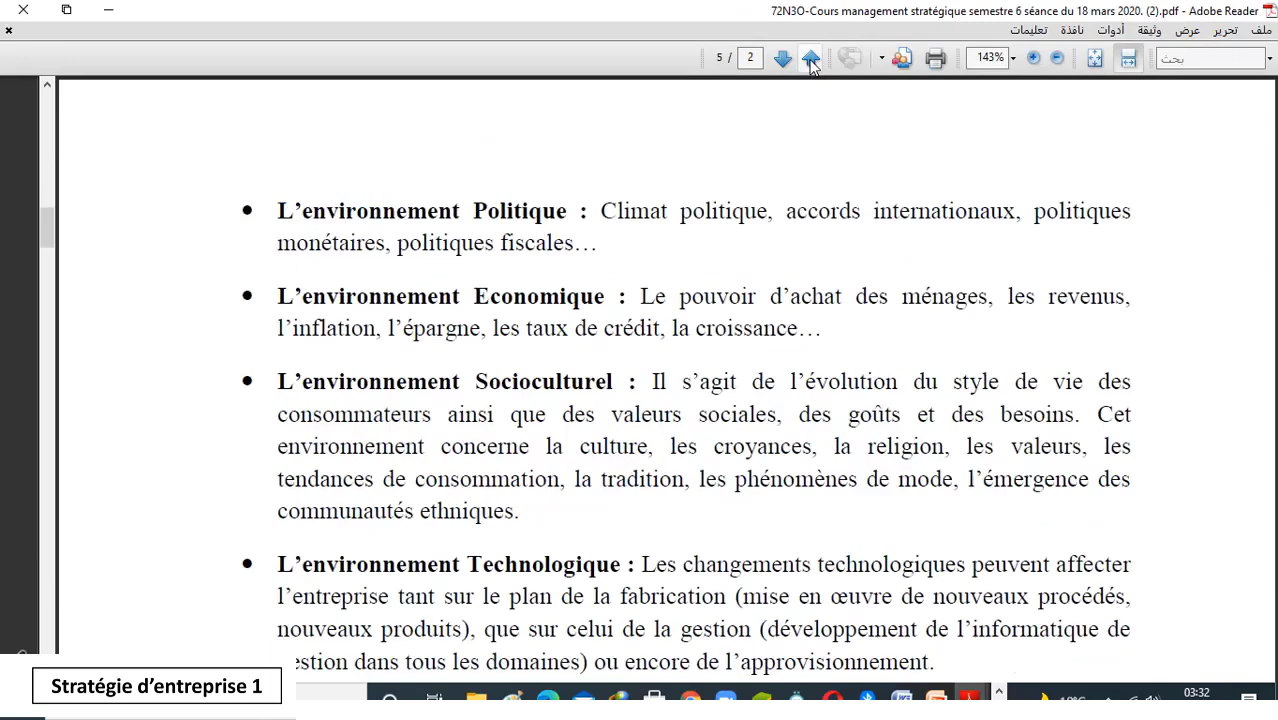 72N3O-Cours management stratégique semestre 6 séance du 18 mars 2020. (2).pdf - Adobe Reader
ملف تحرير عرض وثيقة أدوات نافذة تعليمات
5 / 2
143%
بحث
• L’environnement Politique : Climat politique, accords internationaux, politiques
monétaires, politiques fiscales…
• L’environnement Economique : Le pouvoir d’achat des ménages, les revenus,
l’inflation, l’épargne, les taux de crédit, la croissance…
• L’environnement Socioculturel : Il s’agit de l’évolution du style de vie des
consommateurs ainsi que des valeurs sociales, des goûts et des besoins. Cet
environnement concerne la culture, les croyances, la religion, les valeurs, les
tendances de consommation, la tradition, les phénomènes de mode, l’émergence des
communautés ethniques.
• L’environnement Technologique : Les changements technologiques peuvent affecter
l’entreprise tant sur le plan de la fabrication (mise en œuvre de nouveaux procédés,
nouveaux produits), que sur celui de la gestion (développement de l’informatique de
estion dans tous les domaines) ou encore de l’approvisionnement.
Stratégie d’entreprise 1
03:32